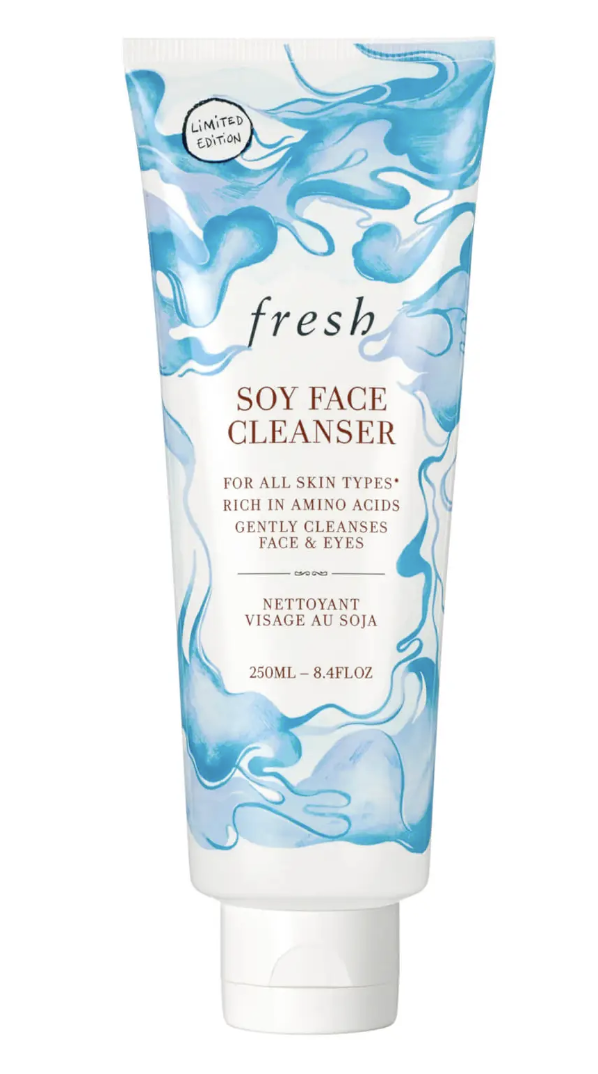 LIMITED
EDITION
fresh
SOY FACE
CLEANSER
FOR ALL SKIN TYPES*
RICH IN AMINO ACIDS
GENTLY CLEANSES
FACE & EYES
NETTOYANT
VISAGE AU SOJA
250ML – 8.4FLOZ